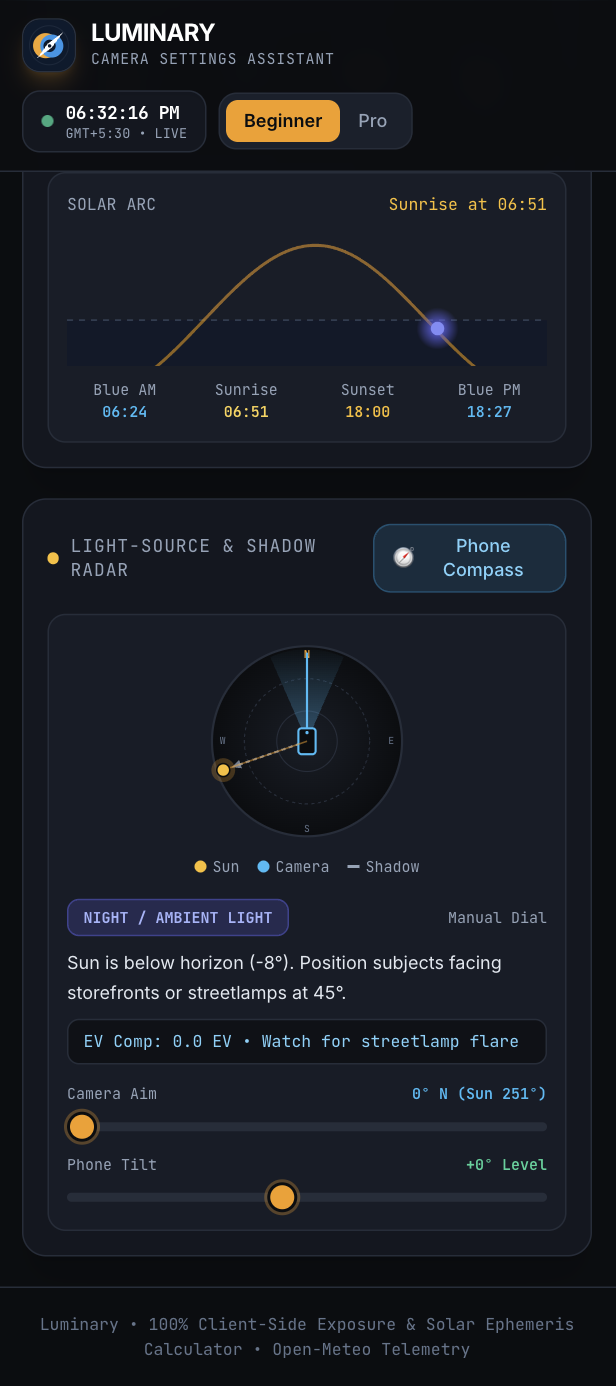 LUMINARY
CAMERA SETTINGS ASSISTANT
06:32:16 PM
GMT+5:30 • LIVE
Beginner
Pro
SOLAR ARC
Sunrise at 06:51
Blue AM
Sunrise
Sunset
Blue PM
06:24
06:51
18:00
18:27
LIGHT-SOURCE & SHADOW
RADAR
Phone
Compass
N
W
E
S
Sun
Camera
Shadow
NIGHT / AMBIENT LIGHT
Manual Dial
Sun is below horizon (-8°). Position subjects facing
storefronts or streetlamps at 45°.
EV Comp: 0.0 EV • Watch for streetlamp flare
Camera Aim
0° N (Sun 251°)
Phone Tilt
+0° Level
Luminary • 100% Client-Side Exposure & Solar Ephemeris
Calculator • Open-Meteo Telemetry